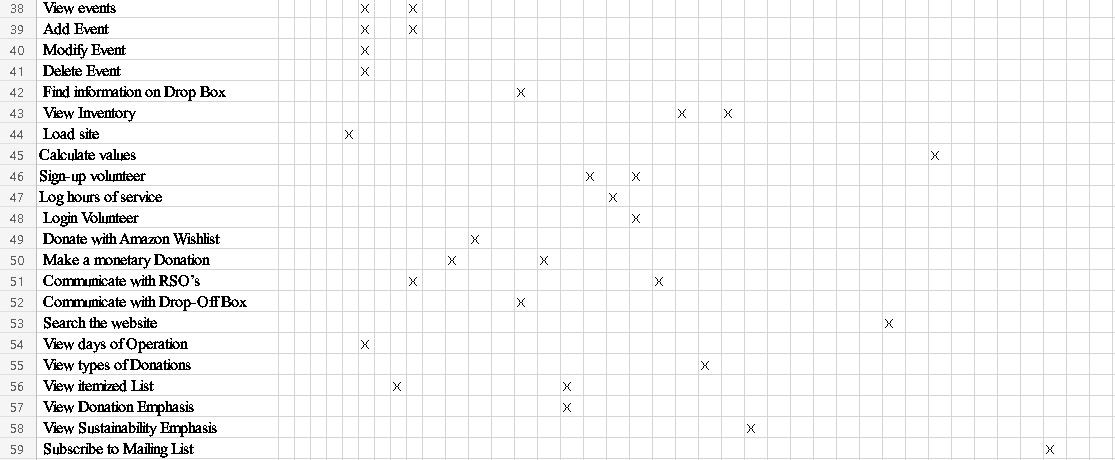 38 View events X X
39 Add Event X X
40 Modify Event X
41 Delete Event X
42 Find information on Drop Box X
43 View Inventory X X
44 Load site X
45 Calculate values X
46 Sign-up volunteer X X
47 Log hours of service X
48 Login Volunteer X
49 Donate with Amazon Wishlist X
50 Make a monetary Donation X X
51 Communicate with RSO's X X
52 Communicate with Drop-Off Box X
53 Search the website X
54 View days of Operation X
55 View types of Donations X
56 View itemized List X X
57 View Donation Emphasis X
58 View Sustainability Emphasis X
59 Subscribe to Mailing List X